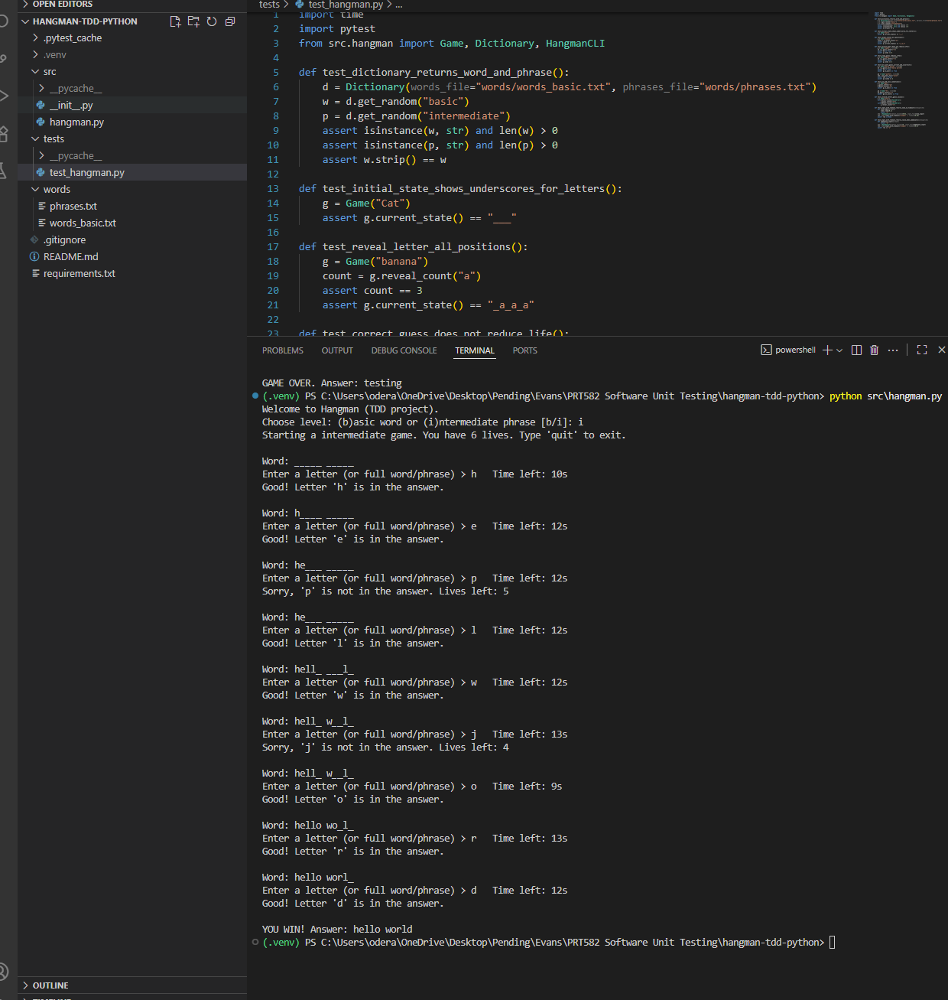 OPEN EDITORS
HANGMAN-TDD-PYTHON
.pytest_cache
.venv
src
__pycache__
__init__.py
hangman.py
tests
__pycache__
test_hangman.py
words
phrases.txt
words_basic.txt
.gitignore
README.md
requirements.txt
OUTLINE
tests > test_hangman.py > ...
1 import time
2 import pytest
3 from src.hangman import Game, Dictionary, HangmanCLI
4
5 def test_dictionary_returns_word_and_phrase():
6     d = Dictionary(words_file="words/words_basic.txt", phrases_file="words/phrases.txt")
7     w = d.get_random("basic")
8     p = d.get_random("intermediate")
9     assert isinstance(w, str) and len(w) > 0
10     assert isinstance(p, str) and len(p) > 0
11     assert w.strip() == w
12
13 def test_initial_state_shows_underscores_for_letters():
14     g = Game("Cat")
15     assert g.current_state() == "___"
16
17 def test_reveal_letter_all_positions():
18     g = Game("banana")
19     count = g.reveal_count("a")
20     assert count == 3
21     assert g.current_state() == "_a_a_a"
22
23 def test_correct_guess_does_not_reduce_life():
PROBLEMS OUTPUT DEBUG CONSOLE TERMINAL PORTS
powershell
GAME OVER. Answer: testing
(.venv) PS C:\Users\odera\OneDrive\Desktop\Pending\Evans\PRT582 Software Unit Testing\hangman-tdd-python> python src\hangman.py
Welcome to Hangman (TDD project).
Choose level: (b)asic word or (i)ntermediate phrase [b/i]: i
Starting a intermediate game. You have 6 lives. Type 'quit' to exit.
Word: _____ _____
Enter a letter (or full word/phrase) > h   Time left: 10s
Good! Letter 'h' is in the answer.
Word: h____ _____
Enter a letter (or full word/phrase) > e   Time left: 12s
Good! Letter 'e' is in the answer.
Word: he___ _____
Enter a letter (or full word/phrase) > p   Time left: 12s
Sorry, 'p' is not in the answer. Lives left: 5
Word: he___ _____
Enter a letter (or full word/phrase) > l   Time left: 12s
Good! Letter 'l' is in the answer.
Word: hell_ ___l_
Enter a letter (or full word/phrase) > w   Time left: 12s
Good! Letter 'w' is in the answer.
Word: hell_ w__l_
Enter a letter (or full word/phrase) > j   Time left: 13s
Sorry, 'j' is not in the answer. Lives left: 4
Word: hell_ w__l_
Enter a letter (or full word/phrase) > o   Time left: 9s
Good! Letter 'o' is in the answer.
Word: hello wo_l_
Enter a letter (or full word/phrase) > r   Time left: 13s
Good! Letter 'r' is in the answer.
Word: hello worl_
Enter a letter (or full word/phrase) > d   Time left: 12s
Good! Letter 'd' is in the answer.
YOU WIN! Answer: hello world
(.venv) PS C:\Users\odera\OneDrive\Desktop\Pending\Evans\PRT582 Software Unit Testing\hangman-tdd-python>